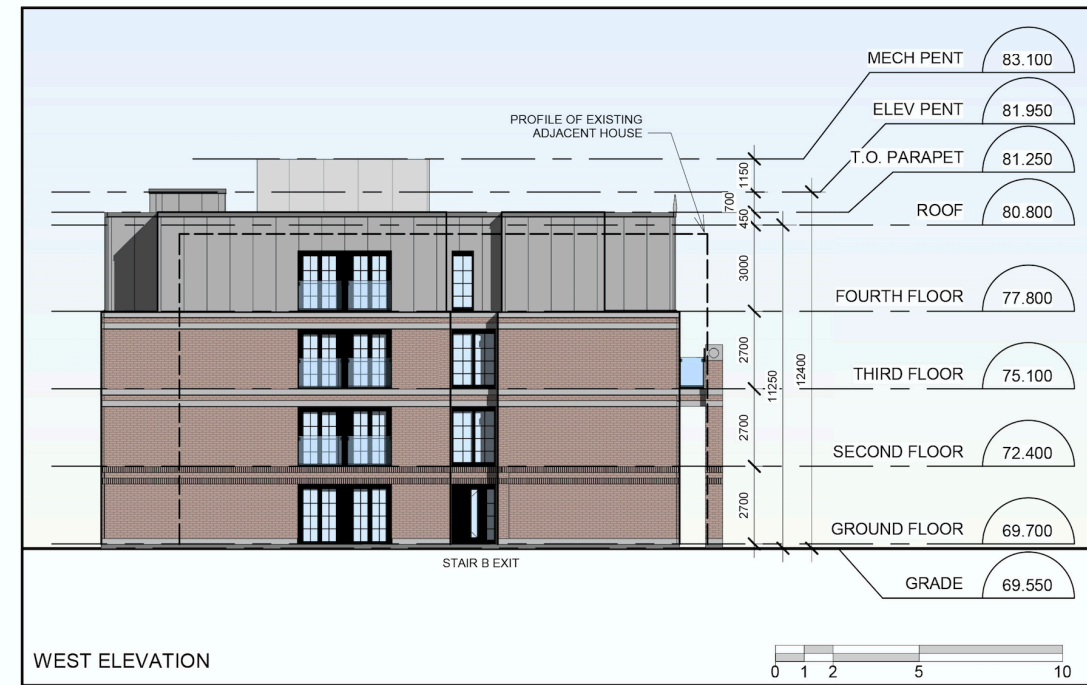 MECH PENT 83.100
ELEV PENT 81.950
PROFILE OF EXISTING
ADJACENT HOUSE
T.O. PARAPET 81.250
ROOF 80.800
FOURTH FLOOR 77.800
THIRD FLOOR 75.100
SECOND FLOOR 72.400
GROUND FLOOR 69.700
GRADE 69.550
1150
700
450
3000
2700
2700
2700
11250
12400
STAIR B EXIT
WEST ELEVATION
0 1 2 5 10